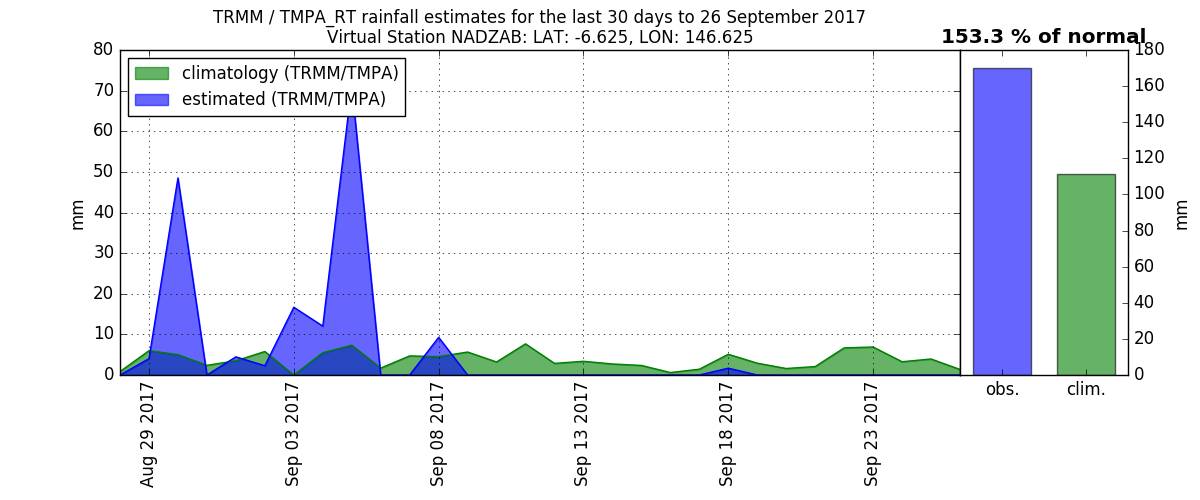 TRMM / TMPA_RT rainfall estimates for the last 30 days to 26 September 2017
Virtual Station NADZAB: LAT: -6.625, LON: 146.625
153.3 % of normal
climatology (TRMM/TMPA)
estimated (TRMM/TMPA)
mm
80
70
60
50
40
30
20
10
0
Aug 29 2017
Sep 03 2017
Sep 08 2017
Sep 13 2017
Sep 18 2017
Sep 23 2017
obs.
clim.
180
160
140
120
100
80
60
40
20
0
mm